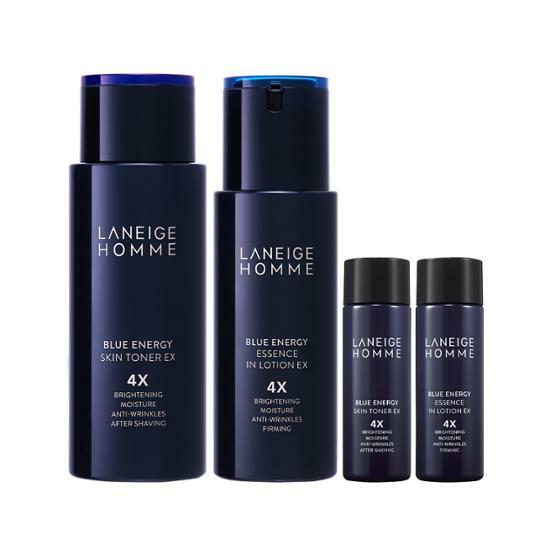 LANEIGE
HOMME
BLUE ENERGY
SKIN TONER EX
4X
BRIGHTENING
MOISTURE
ANTI-WRINKLES
AFTER SHAVING
LANEIGE
HOMME
BLUE ENERGY
ESSENCE
IN LOTION EX
4X
BRIGHTENING
MOISTURE
ANTI-WRINKLES
FIRMING
LANEIGE
HOMME
BLUE ENERGY
SKIN TONER EX
4X
BRIGHTENING
MOISTURE
ANTI-WRINKLES
AFTER SHAVING
LANEIGE
HOMME
BLUE ENERGY
ESSENCE
IN LOTION EX
4X
BRIGHTENING
MOISTURE
ANTI-WRINKLES
FIRMING